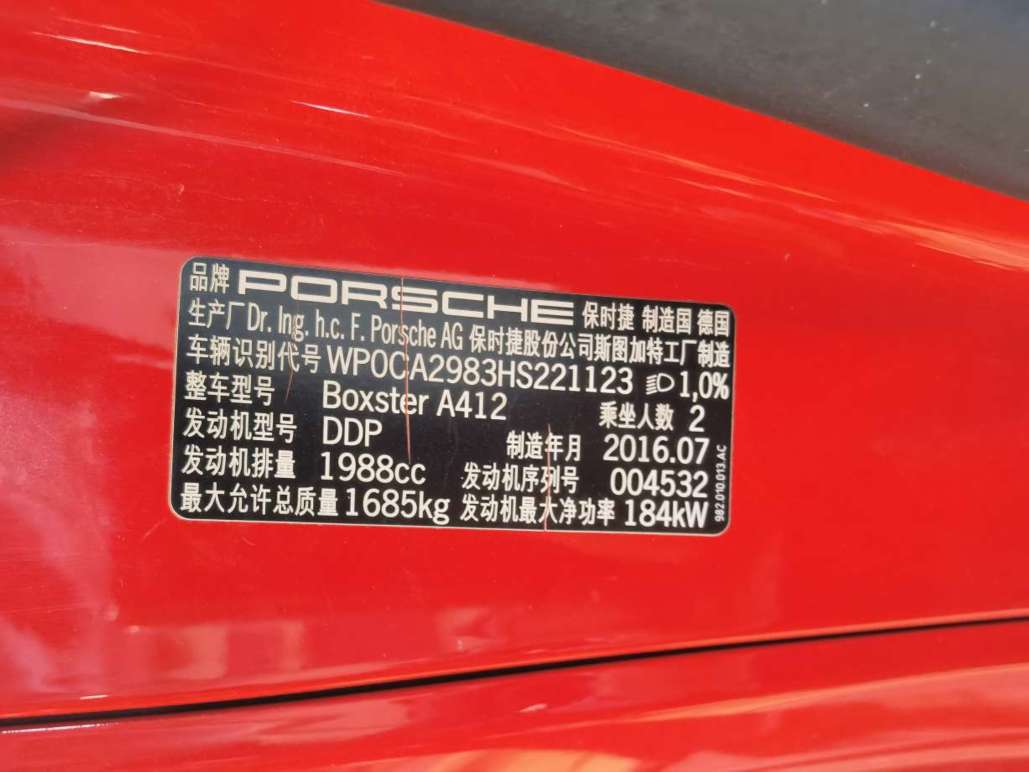 品牌 PORSCHE 保时捷 制造国 德国
生产厂 Dr. Ing. h.c. F. Porsche AG 保时捷股份公司斯图加特工厂制造
车辆识别代号 WP0CA2983HS221123 1,0%
整车型号 Boxster A412 乘坐人数 2
发动机型号 DDP 制造年月 2016.07
发动机排量 1988cc 发动机序列号 004532
最大允许总质量 1685kg 发动机最大净功率 184kW
982.010.013.AC